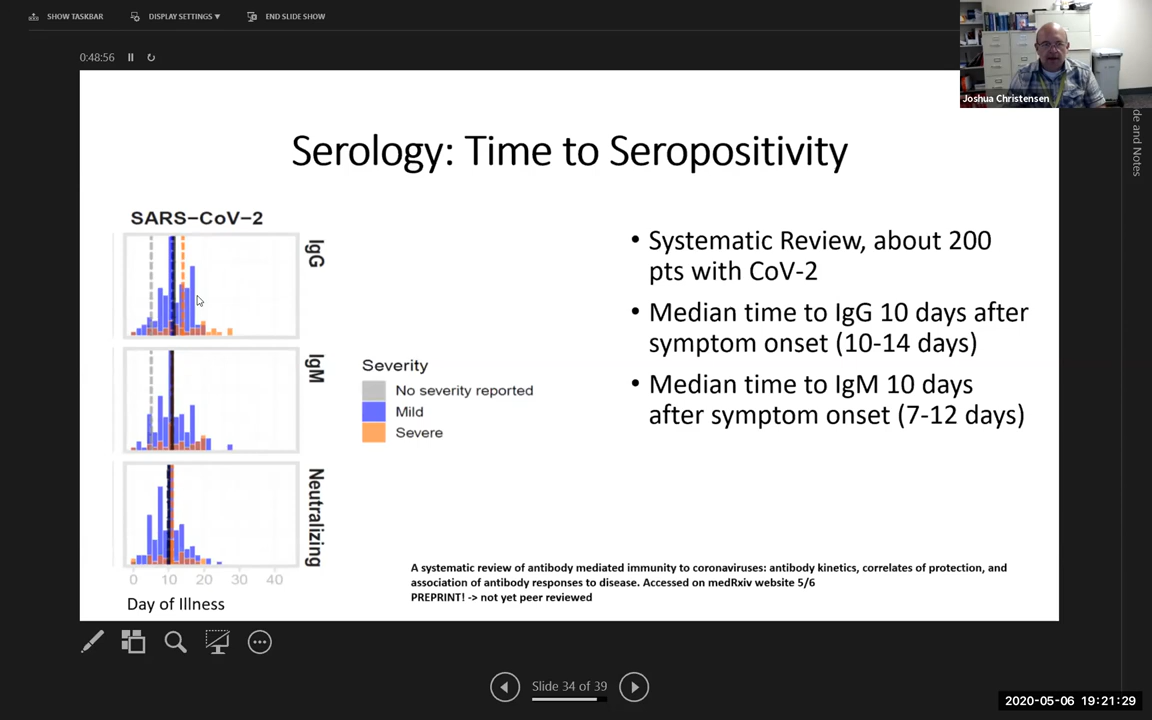 SHOW TASKBAR
DISPLAY SETTINGS ▼
END SLIDE SHOW
0:48:56
Joshua Christensen
de and Notes
Serology: Time to Seropositivity
SARS-CoV-2
IgG
IgM
Neutralizing
0 10 20 30 40
Day of Illness
Severity
No severity reported
Mild
Severe
• Systematic Review, about 200
pts with CoV-2
• Median time to IgG 10 days after
symptom onset (10-14 days)
• Median time to IgM 10 days
after symptom onset (7-12 days)
A systematic review of antibody mediated immunity to coronaviruses: antibody kinetics, correlates of protection, and
association of antibody responses to disease. Accessed on medRxiv website 5/6
PREPRINT! -> not yet peer reviewed
Slide 34 of 39
2020-05-06 19:21:29